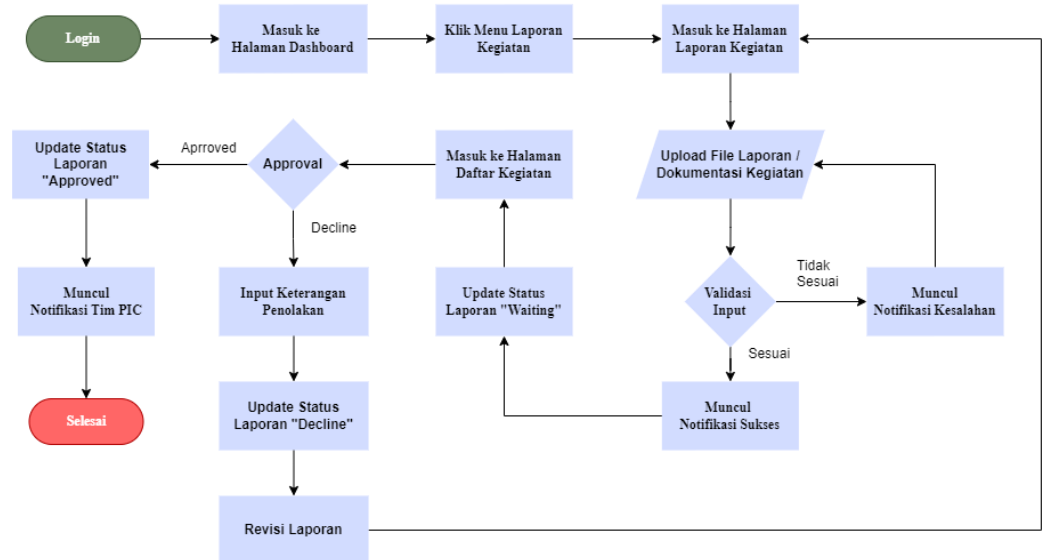 Login
Masuk ke
Halaman Dashboard
Klik Menu Laporan
Kegiatan
Masuk ke Halaman
Laporan Kegiatan
Upload File Laporan /
Dokumentasi Kegiatan
Validasi
Input
Tidak
Sesuai
Muncul
Notifikasi Kesalahan
Sesuai
Muncul
Notifikasi Sukses
Update Status
Laporan "Waiting"
Masuk ke Halaman
Daftar Kegiatan
Approval
Aprroved
Update Status
Laporan
"Approved"
Muncul
Notifikasi Tim PIC
Selesai
Decline
Input Keterangan
Penolakan
Update Status
Laporan "Decline"
Revisi Laporan